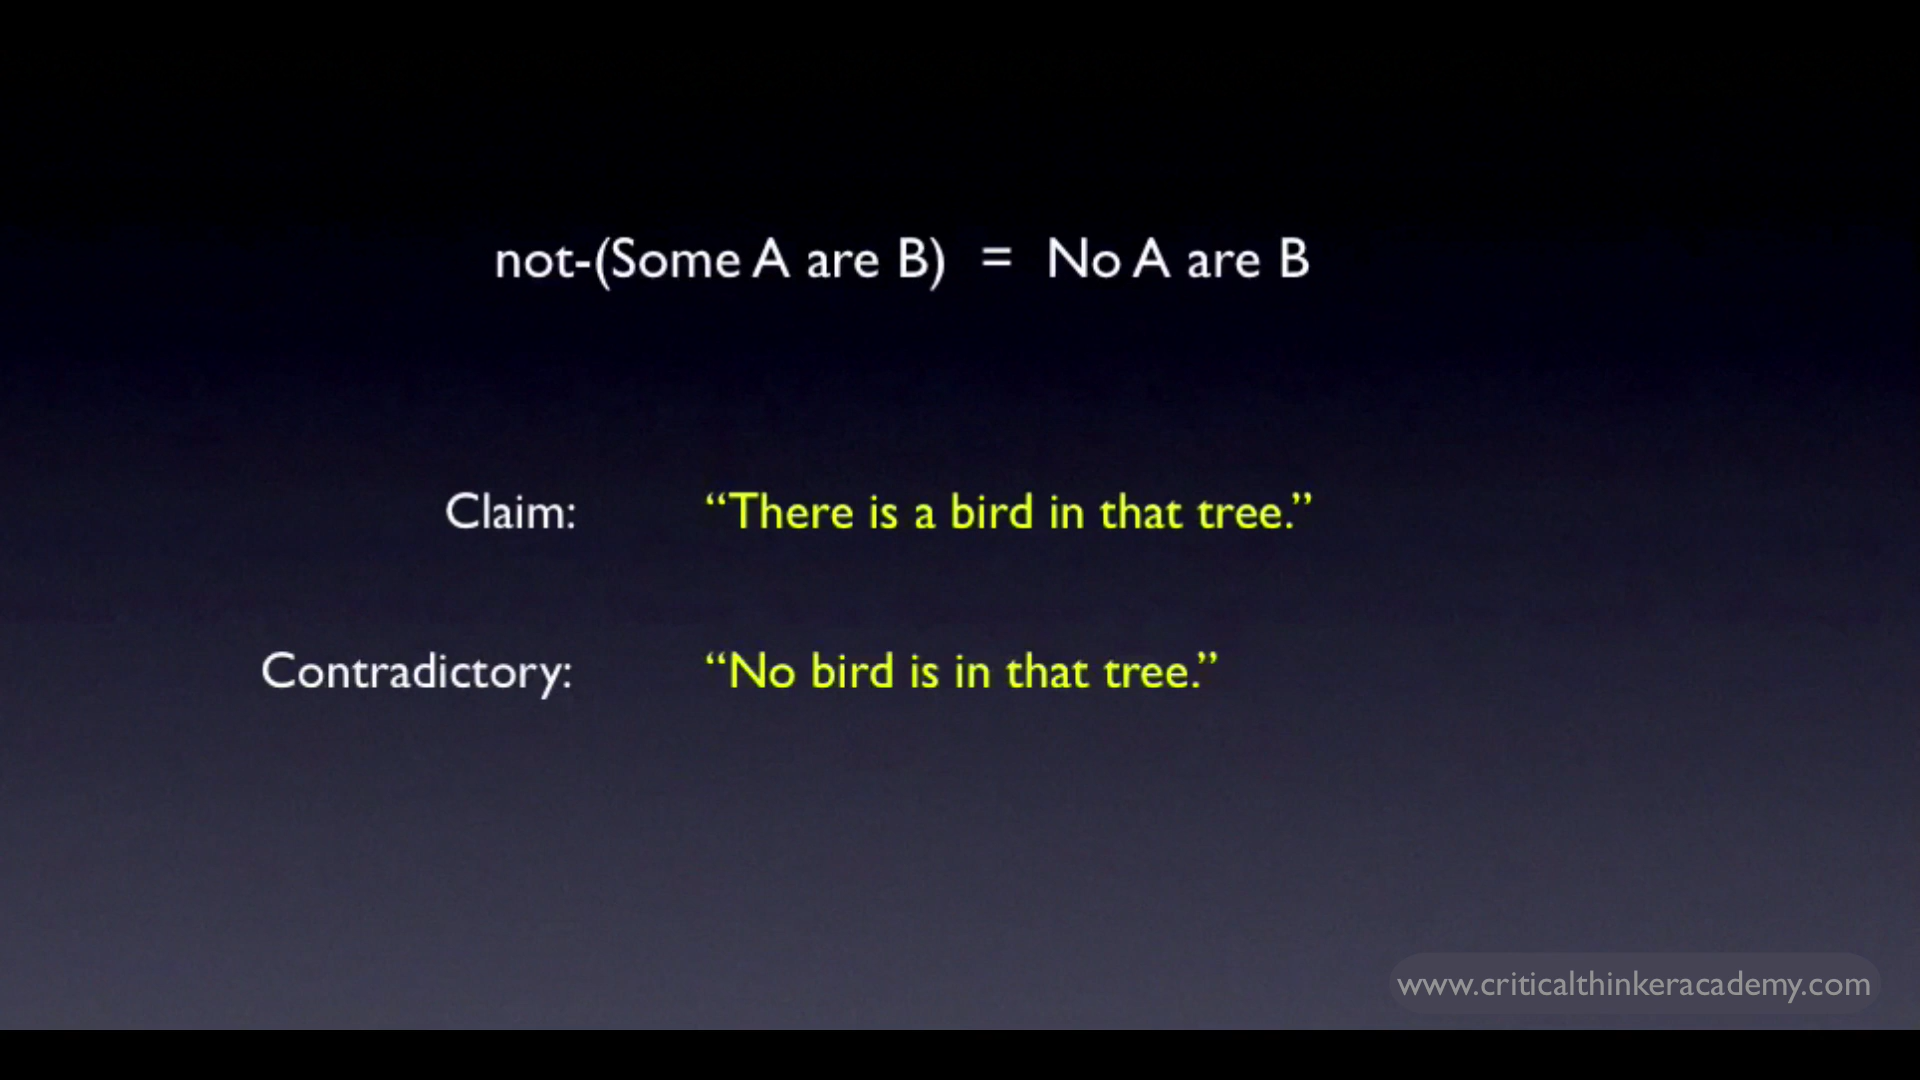 not-(Some A are B) = No A are B
Claim: “There is a bird in that tree.”
Contradictory: “No bird is in that tree.”
www.criticalthinkeracademy.com